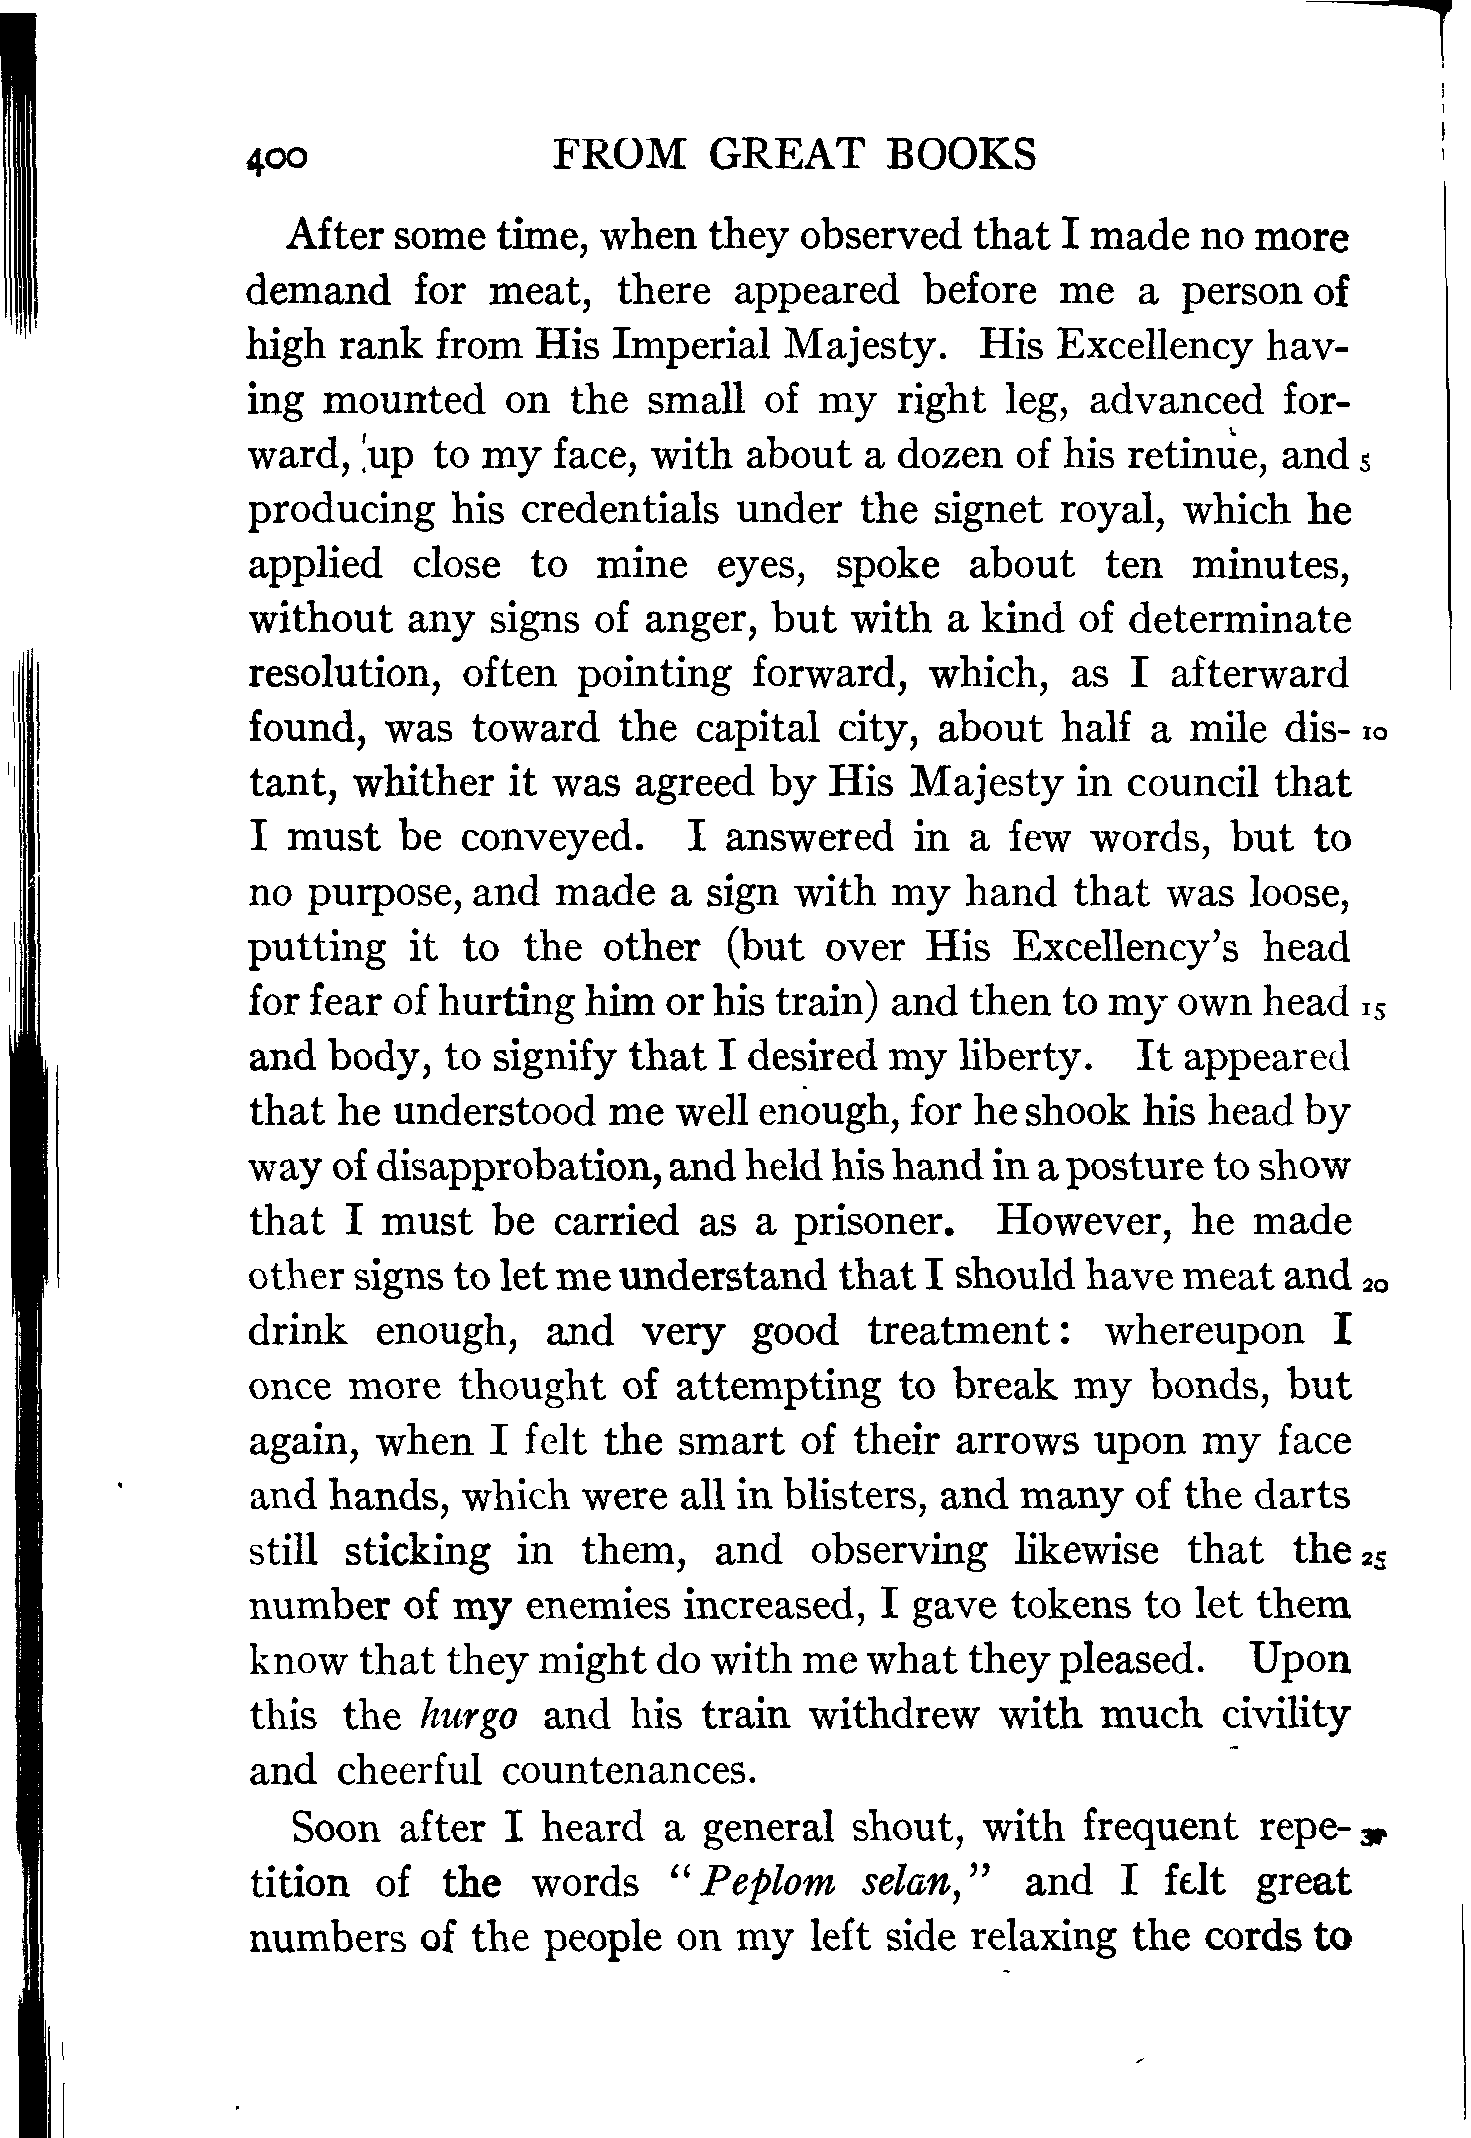 400 FROM GREAT BOOKS
After some time, when they observed that I made no more
demand for meat, there appeared before me a person of
high rank from His Imperial Majesty. His Excellency hav-
ing mounted on the small of my right leg, advanced for-
ward, up to my face, with about a dozen of his retinue, and 5
producing his credentials under the signet royal, which he
applied close to mine eyes, spoke about ten minutes,
without any signs of anger, but with a kind of determinate
resolution, often pointing forward, which, as I afterward
found, was toward the capital city, about half a mile dis- 10
tant, whither it was agreed by His Majesty in council that
I must be conveyed. I answered in a few words, but to
no purpose, and made a sign with my hand that was loose,
putting it to the other (but over His Excellency's head
for fear of hurting him or his train) and then to my own head 15
and body, to signify that I desired my liberty. It appeared
that he understood me well enough, for he shook his head by
way of disapprobation, and held his hand in a posture to show
that I must be carried as a prisoner. However, he made
other signs to let me understand that I should have meat and 20
drink enough, and very good treatment: whereupon I
once more thought of attempting to break my bonds, but
again, when I felt the smart of their arrows upon my face
and hands, which were all in blisters, and many of the darts
still sticking in them, and observing likewise that the 25
number of my enemies increased, I gave tokens to let them
know that they might do with me what they pleased. Upon
this the hurgo and his train withdrew with much civility
and cheerful countenances.
Soon after I heard a general shout, with frequent repe-
tition of the words "Peplom selan," and I felt great
numbers of the people on my left side relaxing the cords to